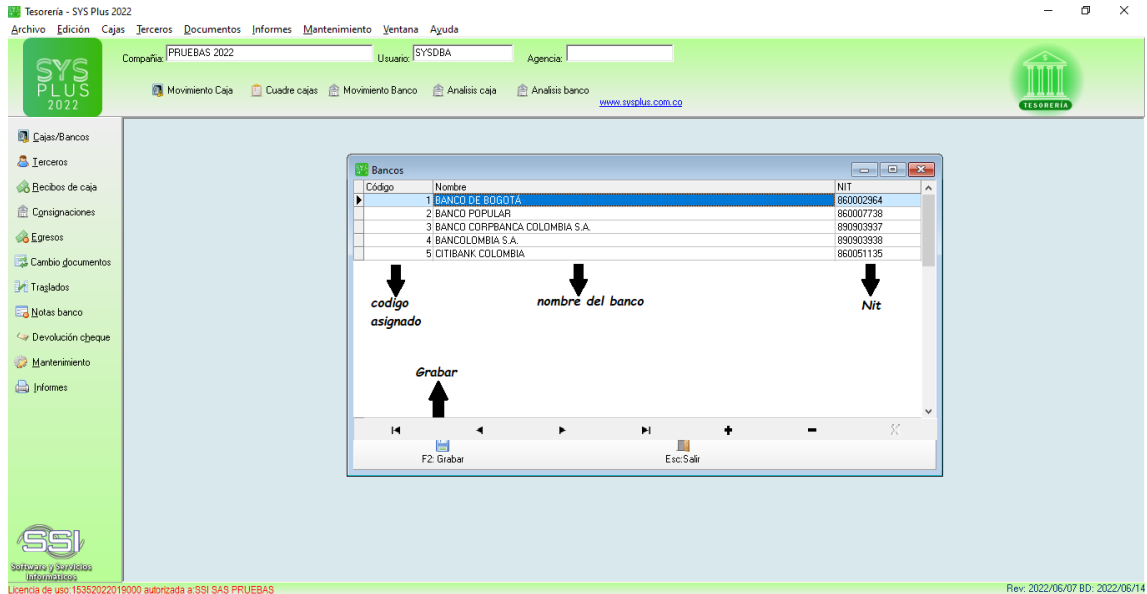 Tesorería - SYS Plus 2022
Archivo Edición Cajas Terceros Documentos Informes Mantenimiento Ventana Ayuda
SYS PLUS 2022
Compañia: PRUEBAS 2022 Usuario: SYSDBA Agencia:
Movimiento Caja Cuadre cajas Movimiento Banco Analisis caja Analisis banco
www.sysplus.com.co
TESORERÍA
Cajas/Bancos
Terceros
Recibos de caja
Consignaciones
Egresos
Cambio documentos
Traslados
Notas banco
Devolución cheque
Mantenimiento
Informes
Bancos
Código Nombre NIT
1 BANCO DE BOGOTÁ 860002964
2 BANCO POPULAR 860007738
3 BANCO CORPBANCA COLOMBIA S.A. 890903937
4 BANCOLOMBIA S.A. 890903938
5 CITIBANK COLOMBIA 860051135
codigo asignado
nombre del banco
Nit
Grabar
F2: Grabar Esc:Salir
SSI
Software y Servicios
Informáticos
Licencia de uso:15352022019000 autorizada a:SSI SAS PRUEBAS
Rev: 2022/06/07 BD: 2022/06/14